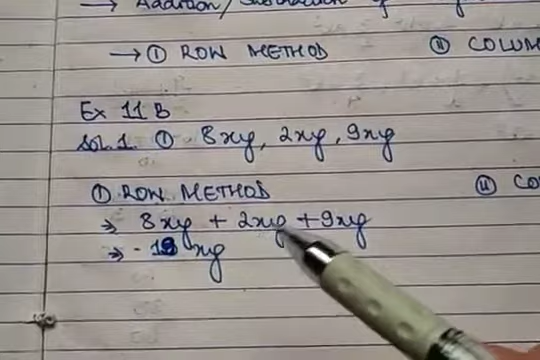 → Addition/Subtraction of
→ ① ROW METHOD ⑪ COLUM
Ex 11 B
Sol.1. ① 8xy, 2xy, 9xy
① ROW METHOD ⑪ CO
⇒ 8xy + 2xy + 9xy
⇒ 19 xy